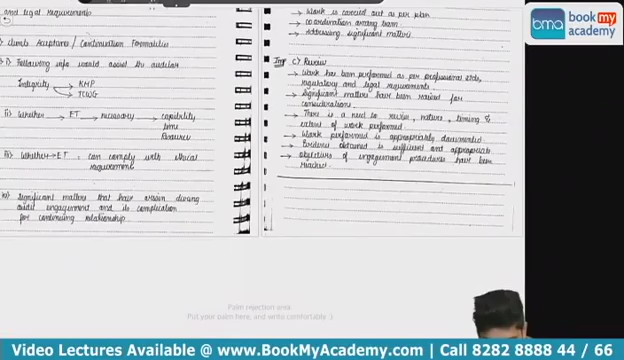 and legal requirements
Clients Acceptance / Continuation Formalities
i) Following info would assist the auditor
Integrity → KMP
→ TCWG
ii) Whether → ET → necessary → capability
time
Resources
iii) Whether → ET : can comply with ethical
requirement
iv) Significant matters that have arisen during
audit engagement and its complication
for continuing relationship
→ Work is carried out as per plan
→ coordination among team
→ Addressing significant matters
Imp c) Review
→ Work has been performed as per professional stds,
regulatory and legal requirements.
→ Significant matters have been raised for
considerations.
→ There is a need to revise, nature, timing &
extent of work performed
→ Work performed is appropriately documented
→ Evidence obtained is sufficient and appropriate
→ Objectives of engagement procedures have been
reached.
bma
book my
academy
Palm rejection area
Put your palm here, and write comfortably :)
Video Lectures Available @ www.BookMyAcademy.com | Call 8282 8888 44 / 66